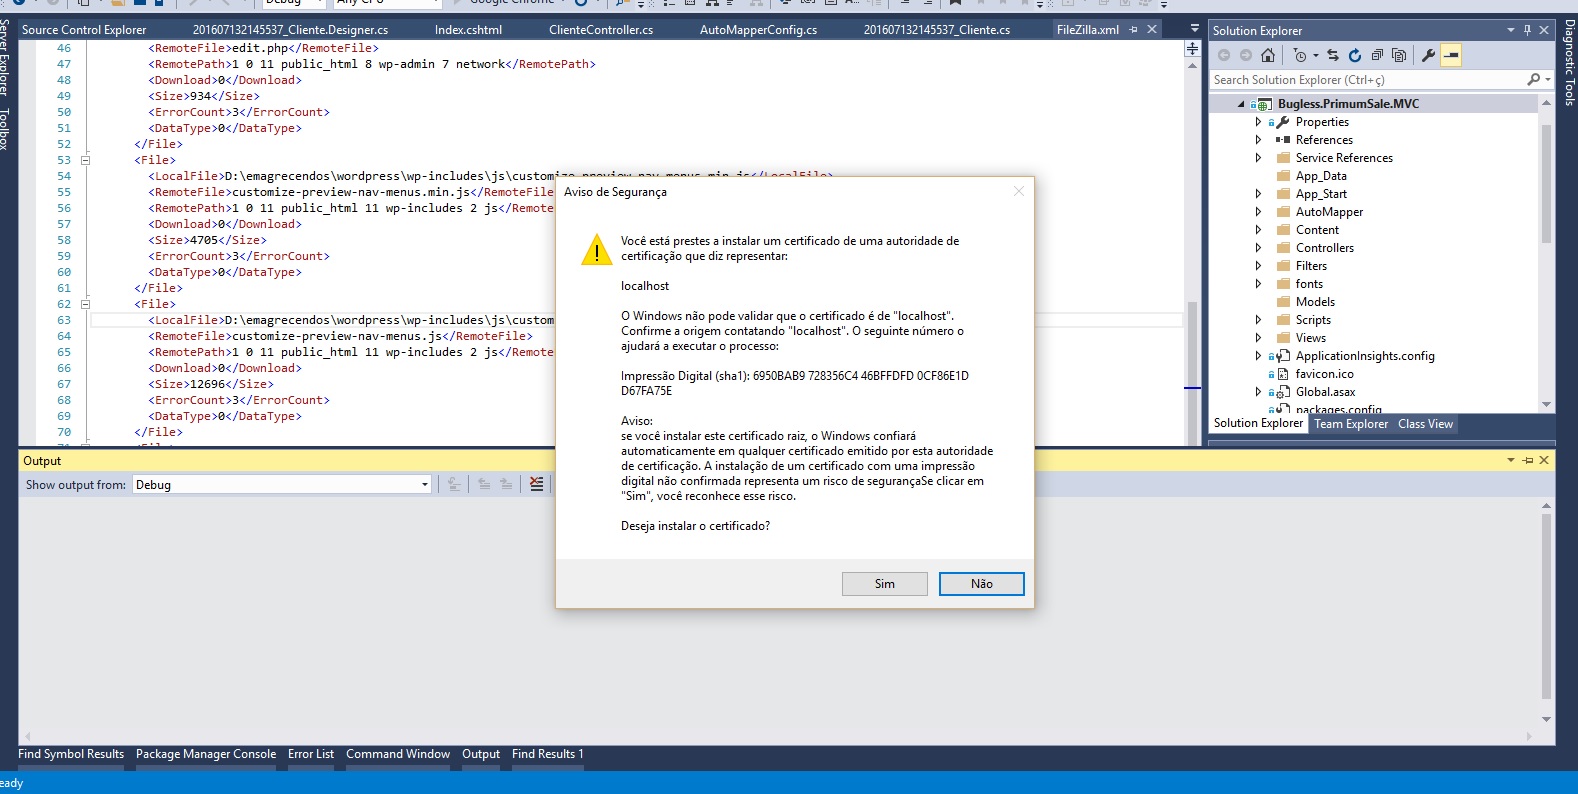 Debug
Any CPU
Google Chrome
Server Explorer
Toolbox
Source Control Explorer
201607132145537_Cliente.Designer.cs
Index.cshtml
ClienteController.cs
AutoMapperConfig.cs
201607132145537_Cliente.cs
FileZilla.xml
46 <RemoteFile>edit.php</RemoteFile>
47 <RemotePath>1 0 11 public_html 8 wp-admin 7 network</RemotePath>
48 <Download>0</Download>
49 <Size>934</Size>
50 <ErrorCount>3</ErrorCount>
51 <DataType>0</DataType>
52 </File>
53 <File>
54 <LocalFile>D:\emagrecendos\wordpress\wp-includes\js\customize-preview-nav-menus.min.js</LocalFile>
55 <RemoteFile>customize-preview-nav-menus.min.js</RemoteFile
56 <RemotePath>1 0 11 public_html 11 wp-includes 2 js</Remote
57 <Download>0</Download>
58 <Size>4705</Size>
59 <ErrorCount>3</ErrorCount>
60 <DataType>0</DataType>
61 </File>
62 <File>
63 <LocalFile>D:\emagrecendos\wordpress\wp-includes\js\custom
64 <RemoteFile>customize-preview-nav-menus.js</RemoteFile>
65 <RemotePath>1 0 11 public_html 11 wp-includes 2 js</Remote
66 <Download>0</Download>
67 <Size>12696</Size>
68 <ErrorCount>3</ErrorCount>
69 <DataType>0</DataType>
70 </File>
Aviso de Segurança
Você está prestes a instalar um certificado de uma autoridade de
certificação que diz representar:
localhost
O Windows não pode validar que o certificado é de "localhost".
Confirme a origem contatando "localhost". O seguinte número o
ajudará a executar o processo:
Impressão Digital (sha1): 6950BAB9 728356C4 46BFFDFD 0CF86E1D
D67FA75E
Aviso:
se você instalar este certificado raiz, o Windows confiará
automaticamente em qualquer certificado emitido por esta autoridade
de certificação. A instalação de um certificado com uma impressão
digital não confirmada representa um risco de segurançaSe clicar em
"Sim", você reconhece esse risco.
Deseja instalar o certificado?
Sim
Não
Solution Explorer
Search Solution Explorer (Ctrl+ç)
Bugless.PrimumSale.MVC
Properties
References
Service References
App_Data
App_Start
AutoMapper
Content
Controllers
Filters
fonts
Models
Scripts
Views
ApplicationInsights.config
favicon.ico
Global.asax
packages.config
Solution Explorer
Team Explorer
Class View
Diagnostic Tools
Output
Show output from:
Debug
Find Symbol Results
Package Manager Console
Error List
Command Window
Output
Find Results 1
eady